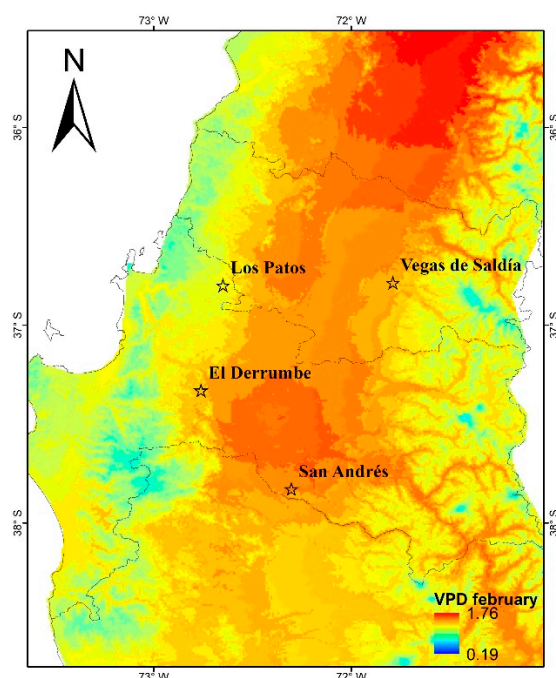 73° W 72° W
N
36° S 36° S
Los Patos Vegas de Saldía
37° S 37° S
El Derrumbe
San Andrés
38° S 38° S
VPD february
1.76
0.19
73° W 72° W